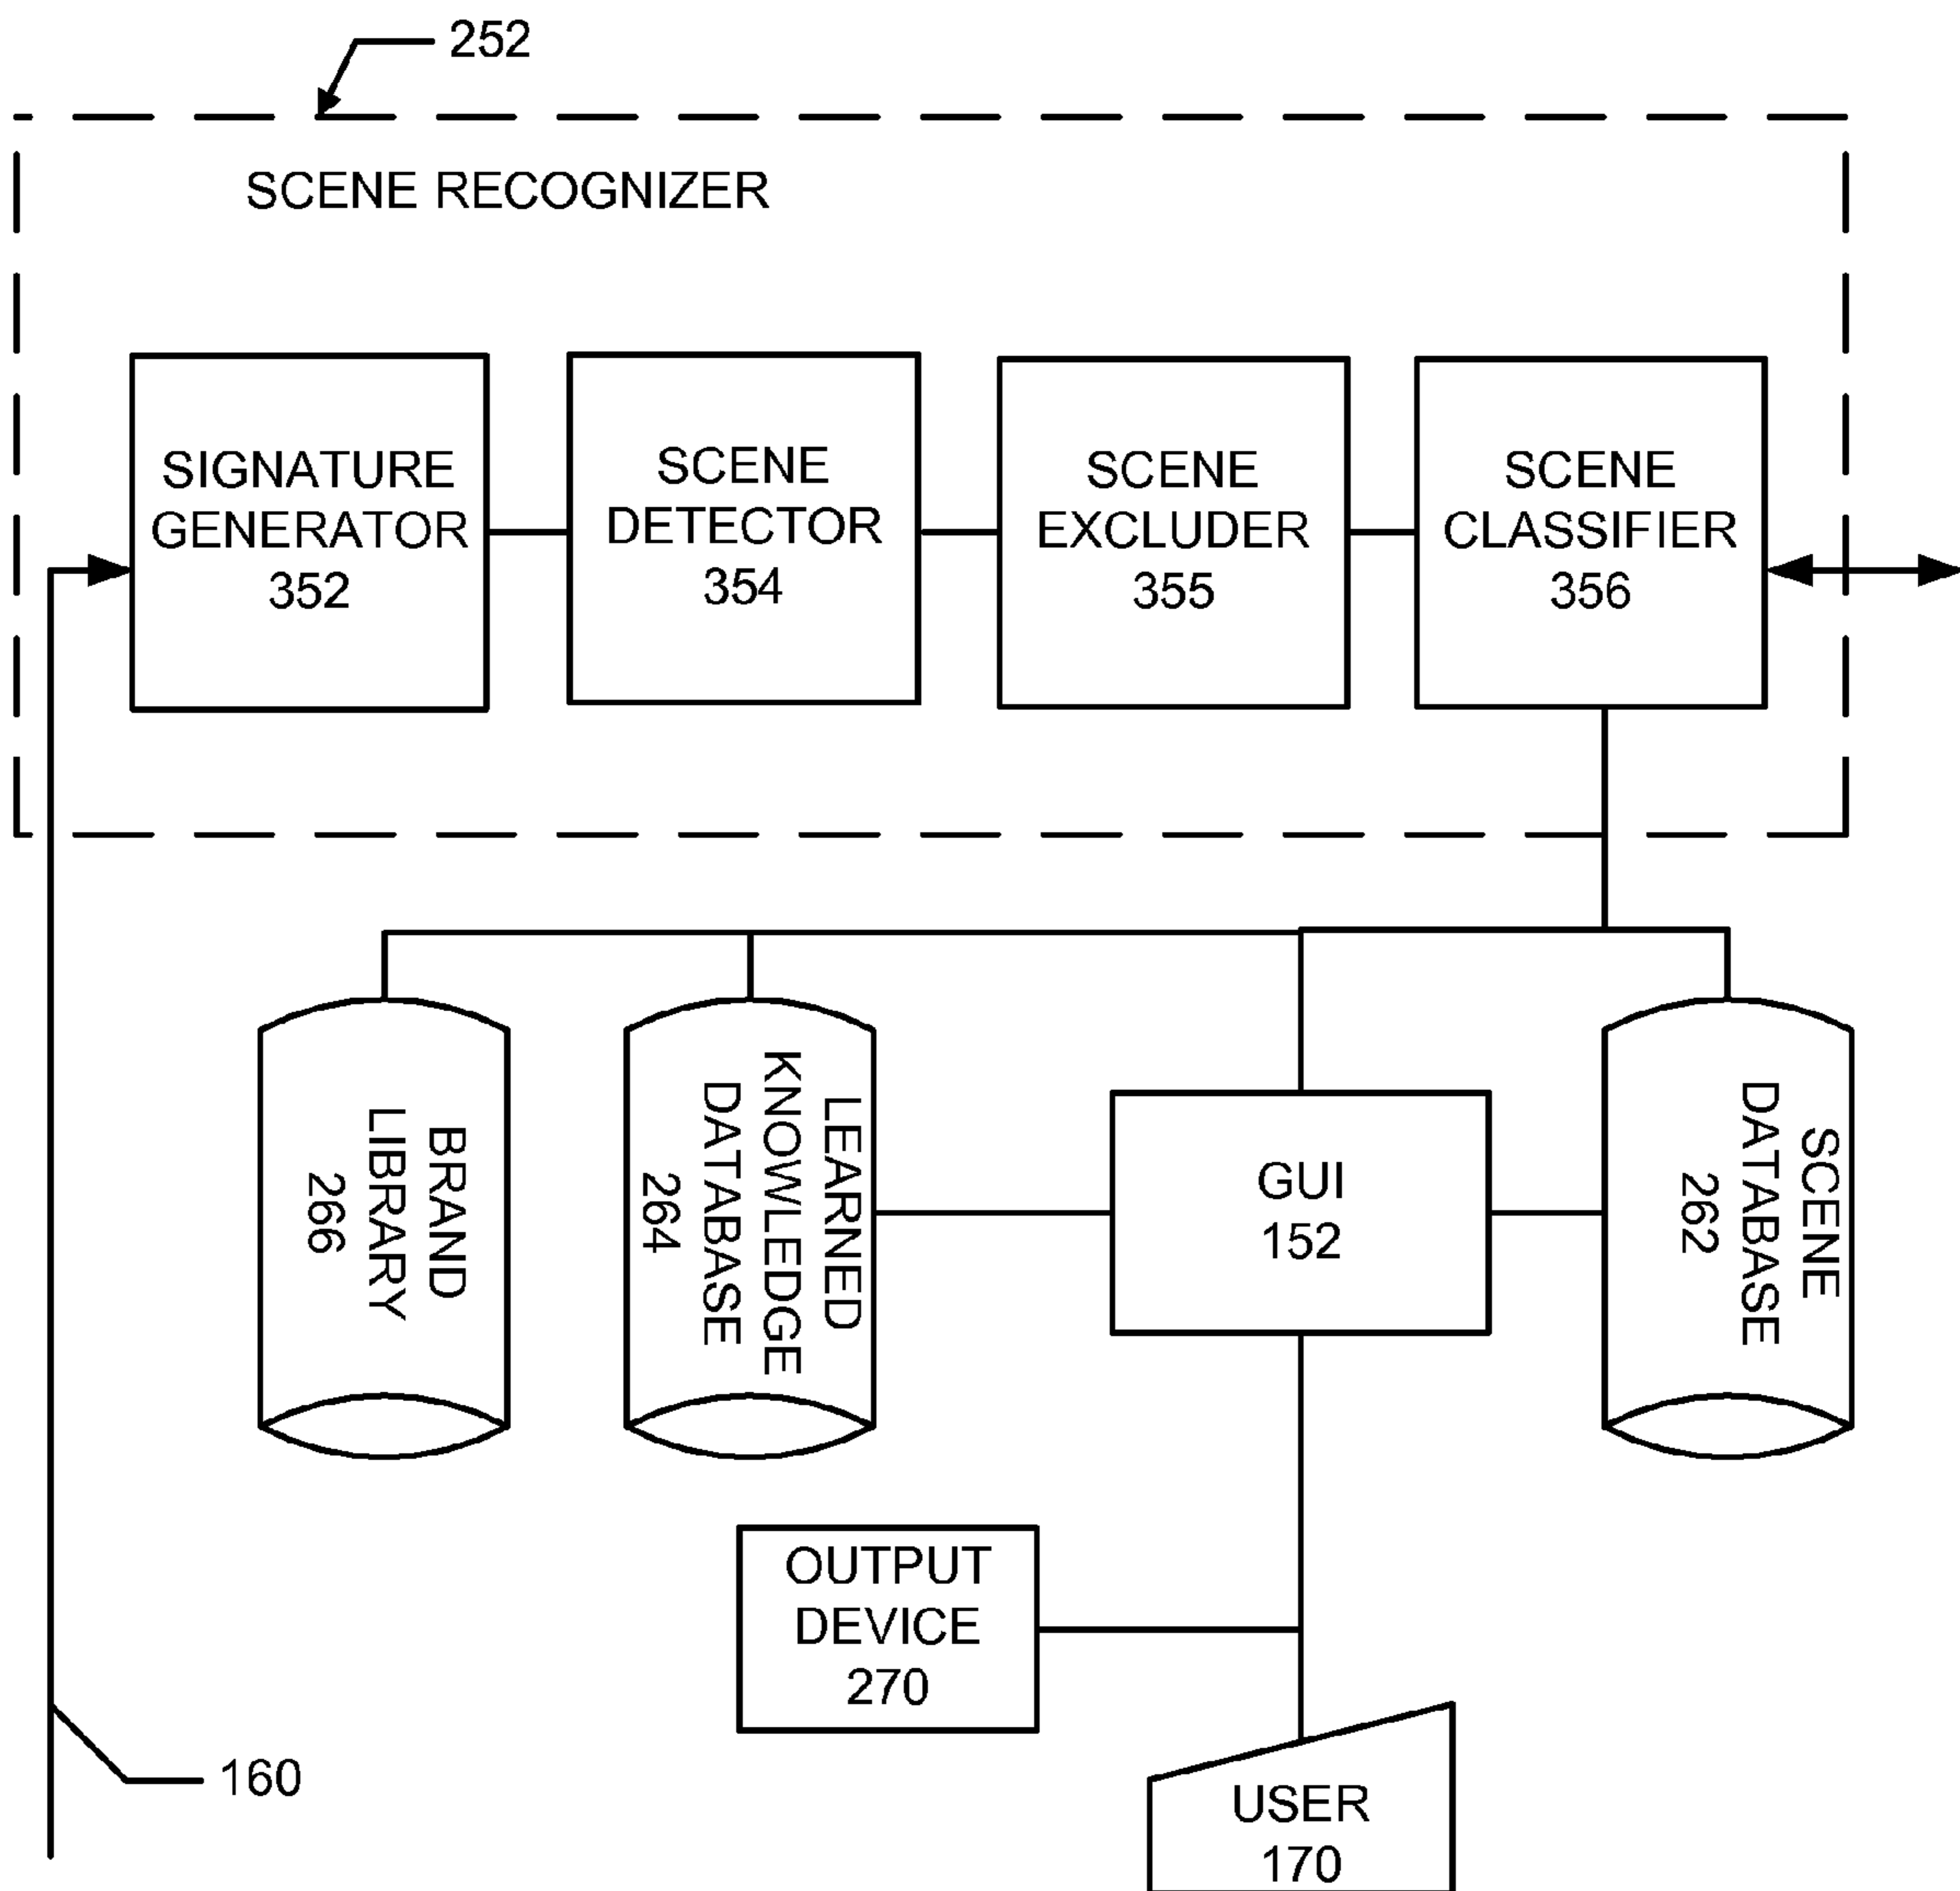 252
SCENE RECOGNIZER
SIGNATURE
GENERATOR
352
SCENE
DETECTOR
354
SCENE
EXCLUDER
355
SCENE
CLASSIFIER
356
BRAND
LIBRARY
266
LEARNED
KNOWLEDGE
DATABASE
264
GUI
152
SCENE
DATABASE
262
OUTPUT
DEVICE
270
160
USER
170